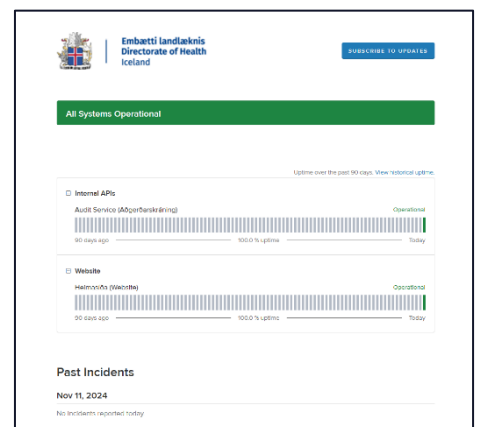 Embætti landlæknis
Directorate of Health
Iceland
SUBSCRIBE TO UPDATES
All Systems Operational
Uptime over the past 90 days. View historical uptime.
Internal APIs
Audit Service (Aðgerðarskráning)
Operational
90 days ago
100.0 % uptime
Today
Website
Heimasíða (Website)
Operational
90 days ago
100.0 % uptime
Today
Past Incidents
Nov 11, 2024
No incidents reported today